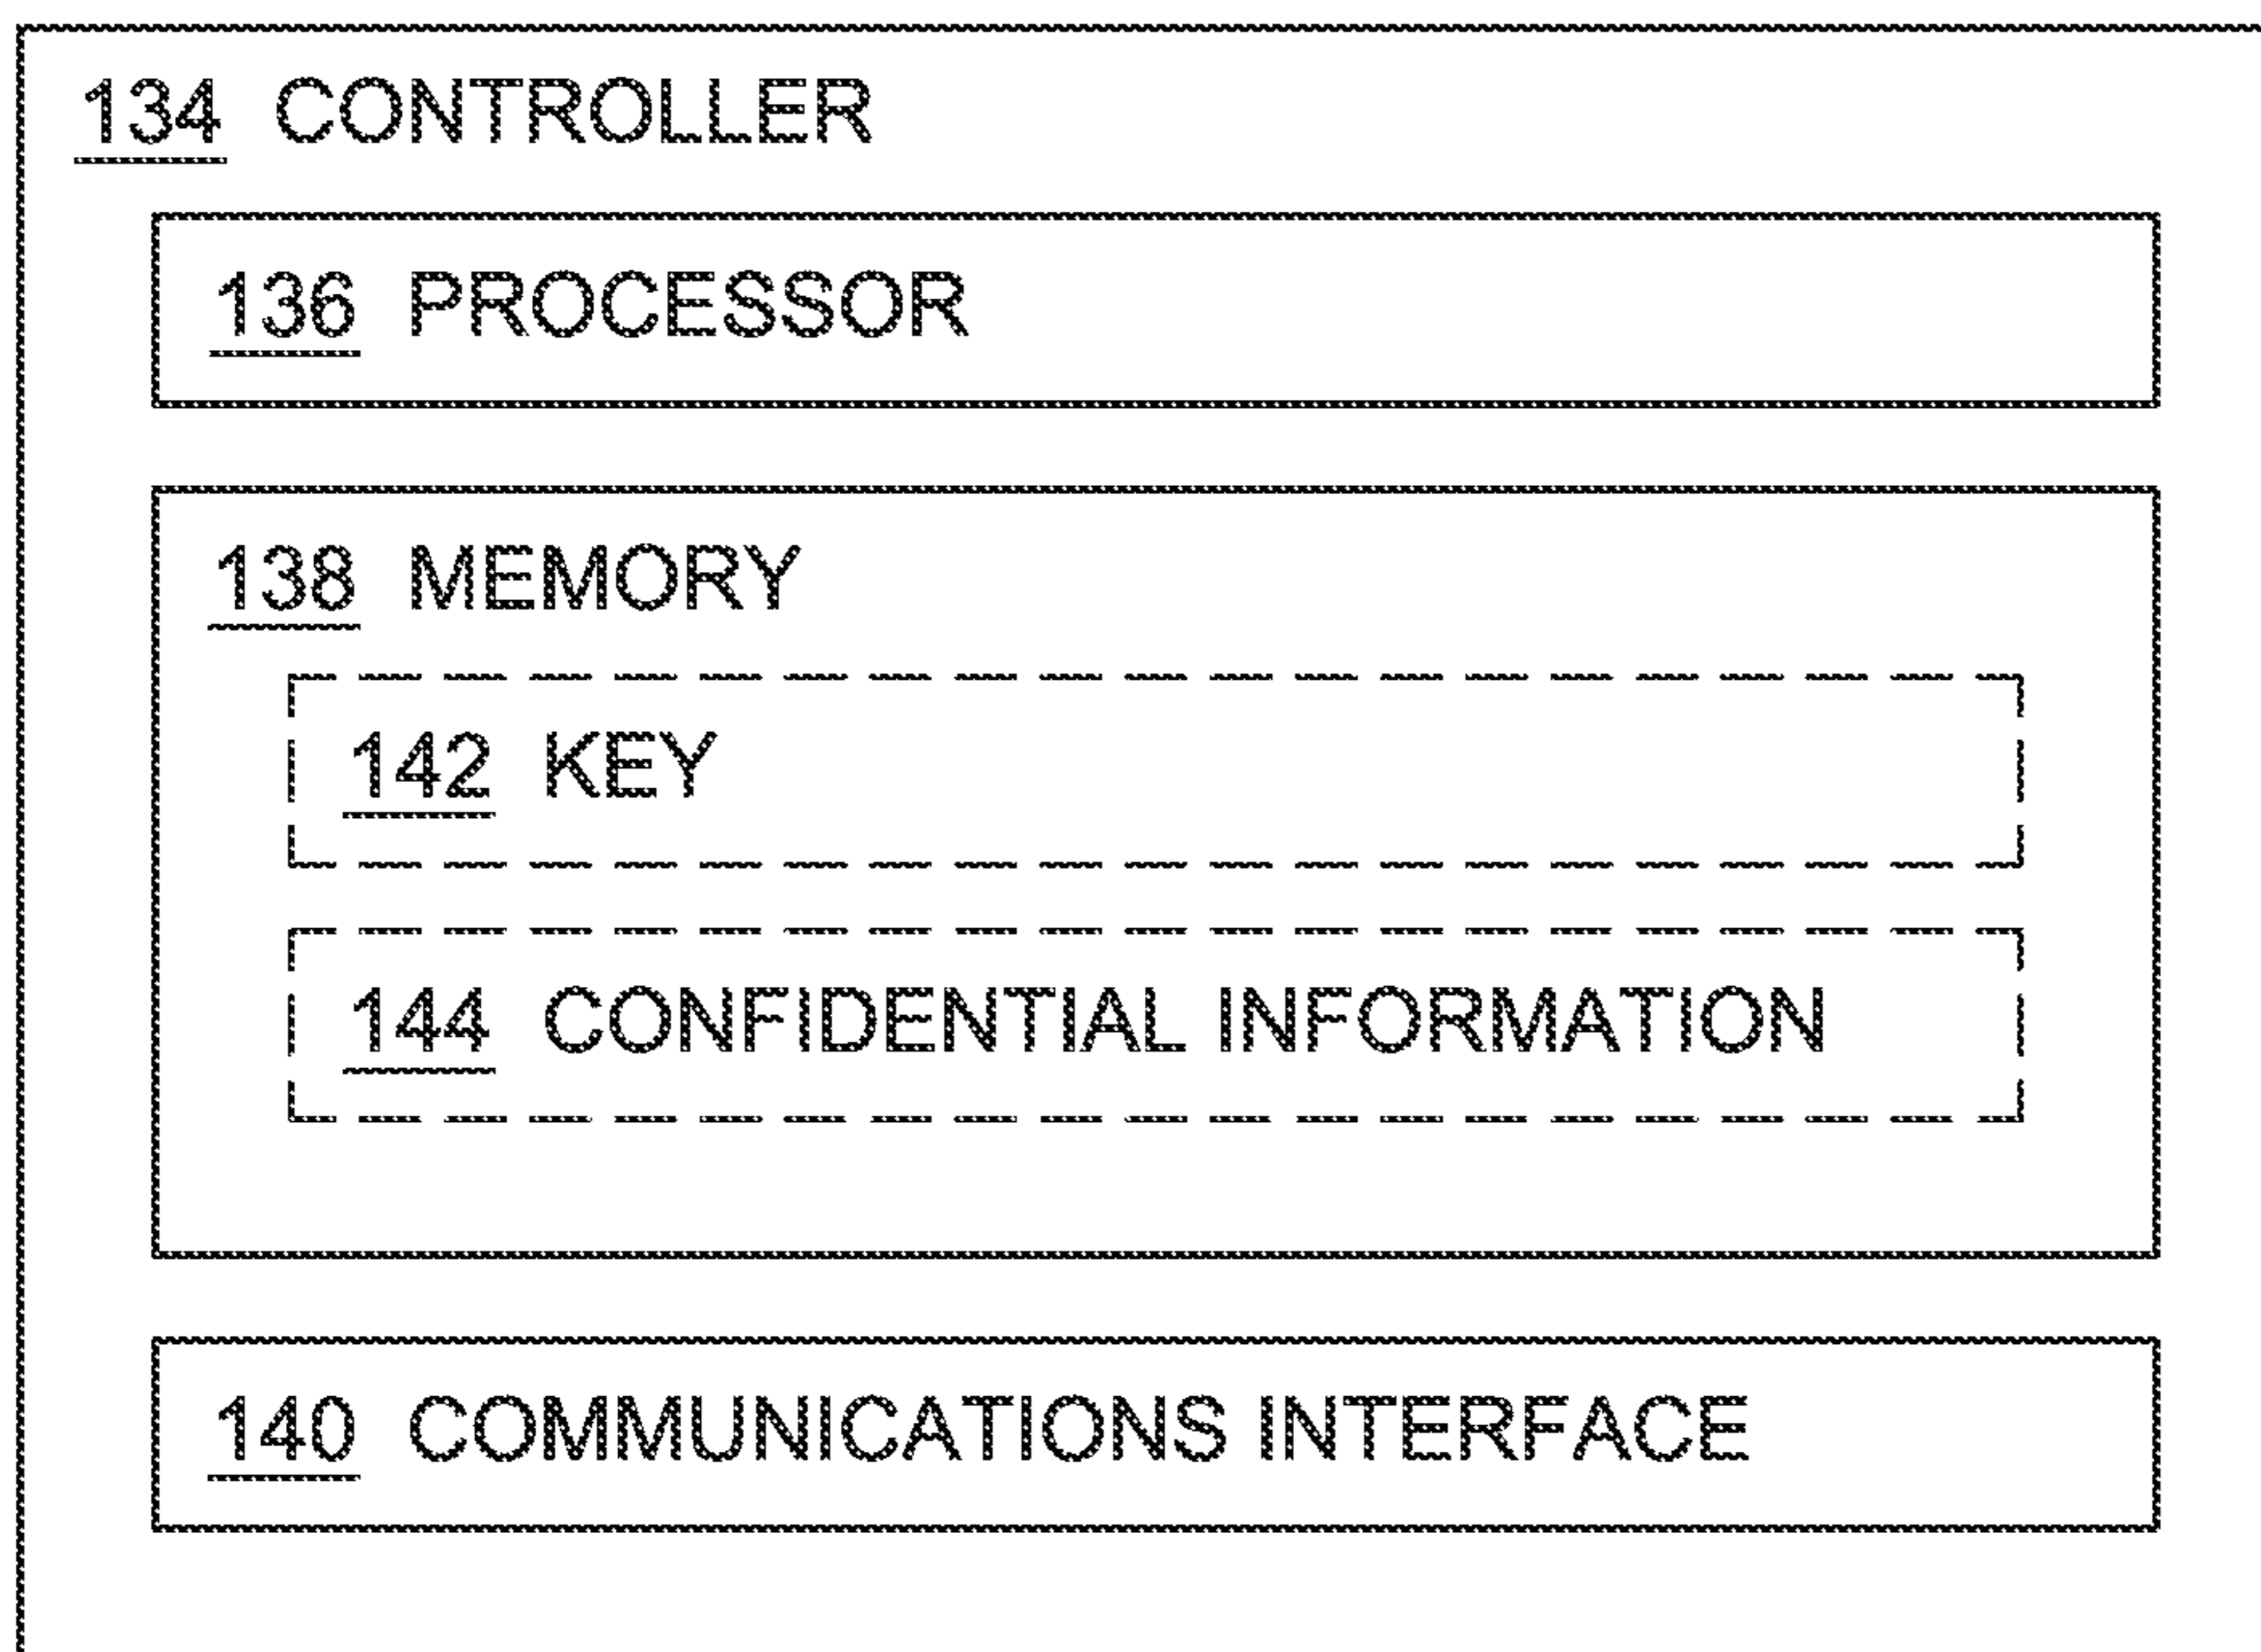 134 CONTROLLER
136 PROCESSOR
138 MEMORY
142 KEY
144 CONFIDENTIAL INFORMATION
140 COMMUNICATIONS INTERFACE